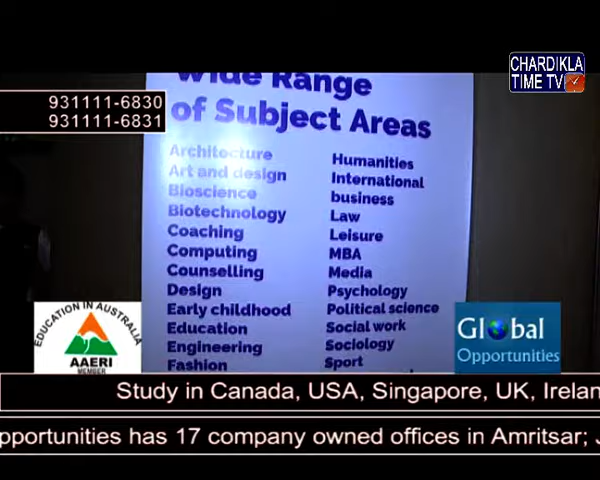 CHARDIKLA
TIME TV
931111-6830
931111-6831
Wide Range
of Subject Areas
Architecture
Art and design
Bioscience
Biotechnology
Coaching
Computing
Counselling
Design
Early childhood
Education
Engineering
Fashion
Humanities
International
business
Law
Leisure
MBA
Media
Psychology
Political science
Social work
Sociology
Sport
EDUCATION IN AUSTRALIA
AAERI
MEMBER
Global
Opportunities
Study in Canada, USA, Singapore, UK, Irelan
pportunities has 17 company owned offices in Amritsar; J